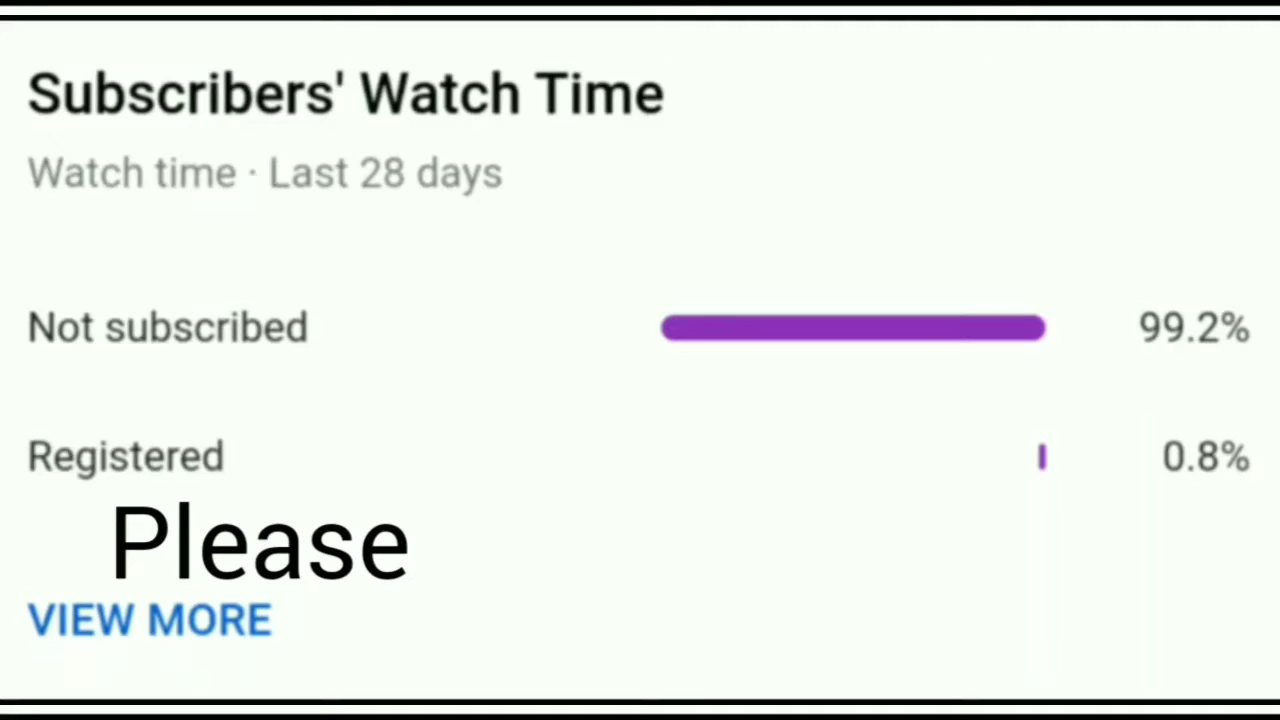 Subscribers' Watch Time
Watch time · Last 28 days
Not subscribed 99.2%
Registered 0.8%
Please
VIEW MORE